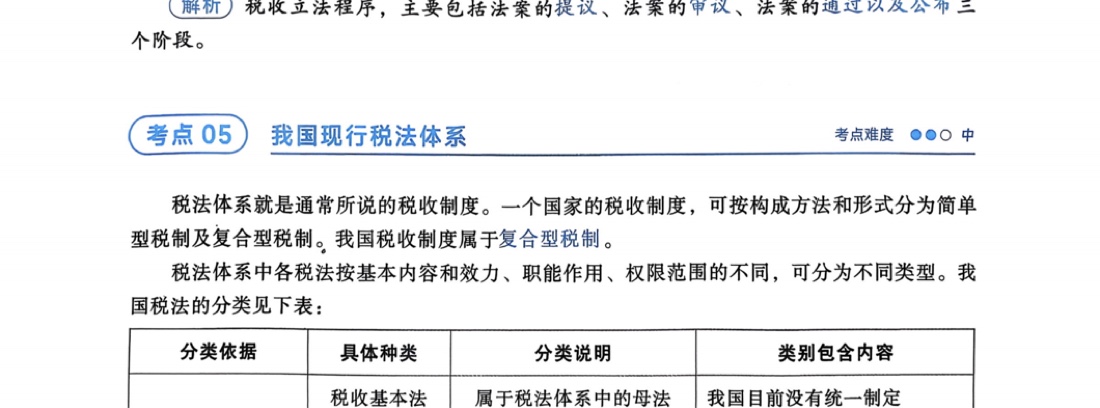 解析 税收立法程序，主要包括法案的提议、法案的审议、法案的通过以及公布三
个阶段。
考点 05 我国现行税法体系 考点难度 中
税法体系就是通常所说的税收制度。一个国家的税收制度，可按构成方法和形式分为简单
型税制及复合型税制。我国税收制度属于复合型税制。
税法体系中各税法按基本内容和效力、职能作用、权限范围的不同，可分为不同类型。我
国税法的分类见下表：
分类依据 具体种类 分类说明 类别包含内容
税收基本法 属于税法体系中的母法 我国目前没有统一制定